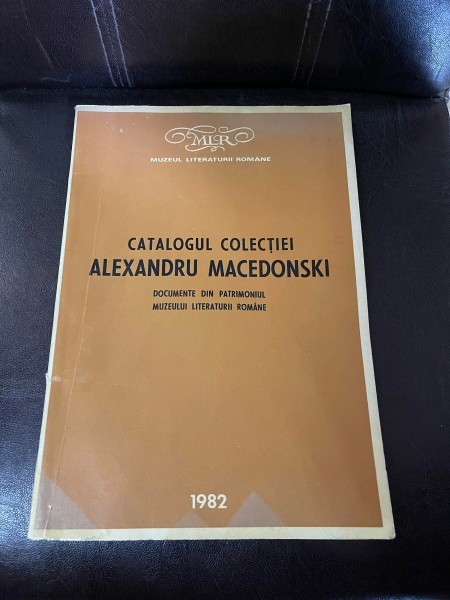 MLR
MUZEUL LITERATURII ROMÂNE
CATALOGUL COLECȚIEI
ALEXANDRU MACEDONSKI
DOCUMENTE DIN PATRIMONIUL
MUZEULUI LITERATURII ROMÂNE
1982